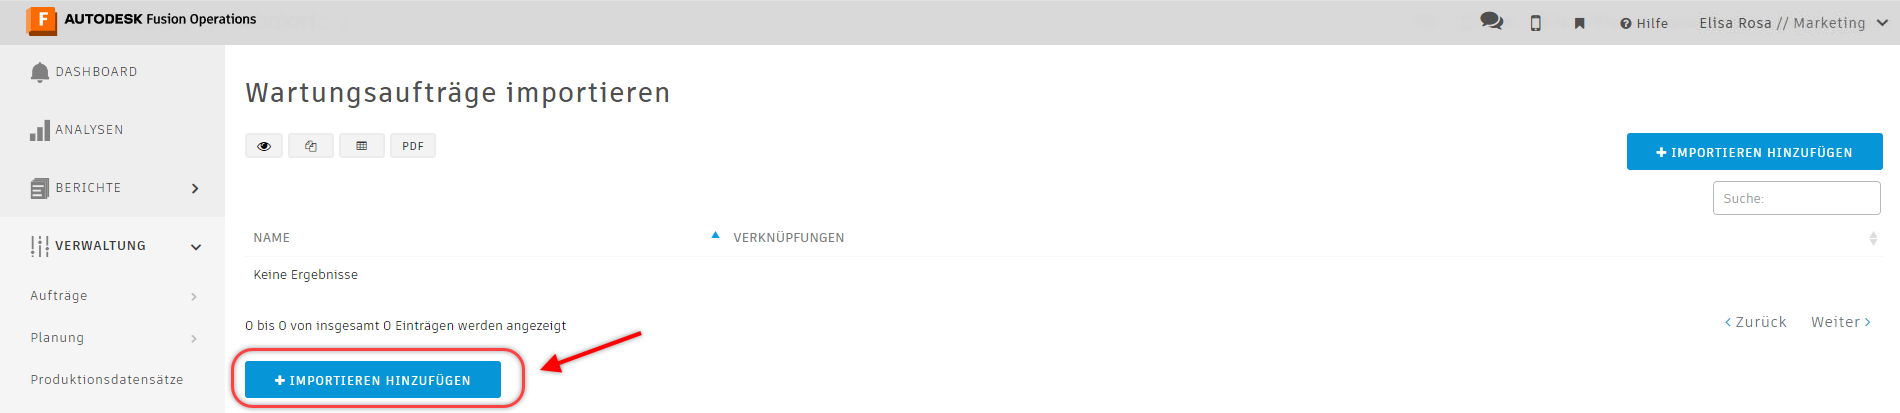 AUTODESK Fusion Operations
Hilfe
Elisa Rosa // Marketing
DASHBOARD
ANALYSEN
BERICHTE
VERWALTUNG
Aufträge
Planung
Produktionsdatensätze
Wartungsaufträge importieren
PDF
+ IMPORTIEREN HINZUFÜGEN
Suche:
NAME
VERKNÜPFUNGEN
Keine Ergebnisse
0 bis 0 von insgesamt 0 Einträgen werden angezeigt
‹ Zurück
Weiter ›
+ IMPORTIEREN HINZUFÜGEN